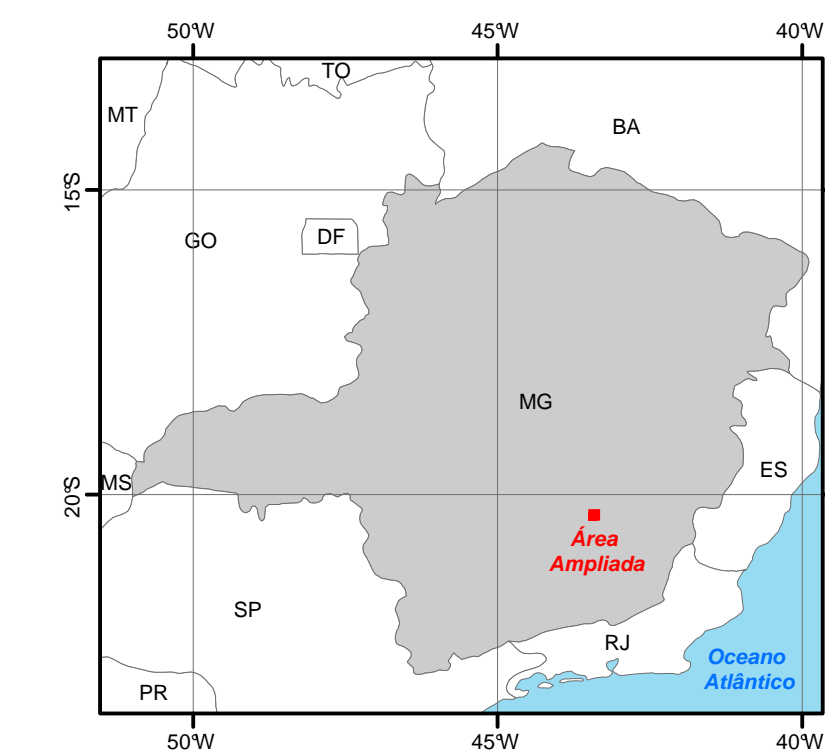 50°W 45°W 40°W
TO
MT
BA
15°S
DF
GO
MG
ES
MS
20°S
Área
Ampliada
SP
RJ
Oceano
Atlântico
PR
50°W 45°W 40°W